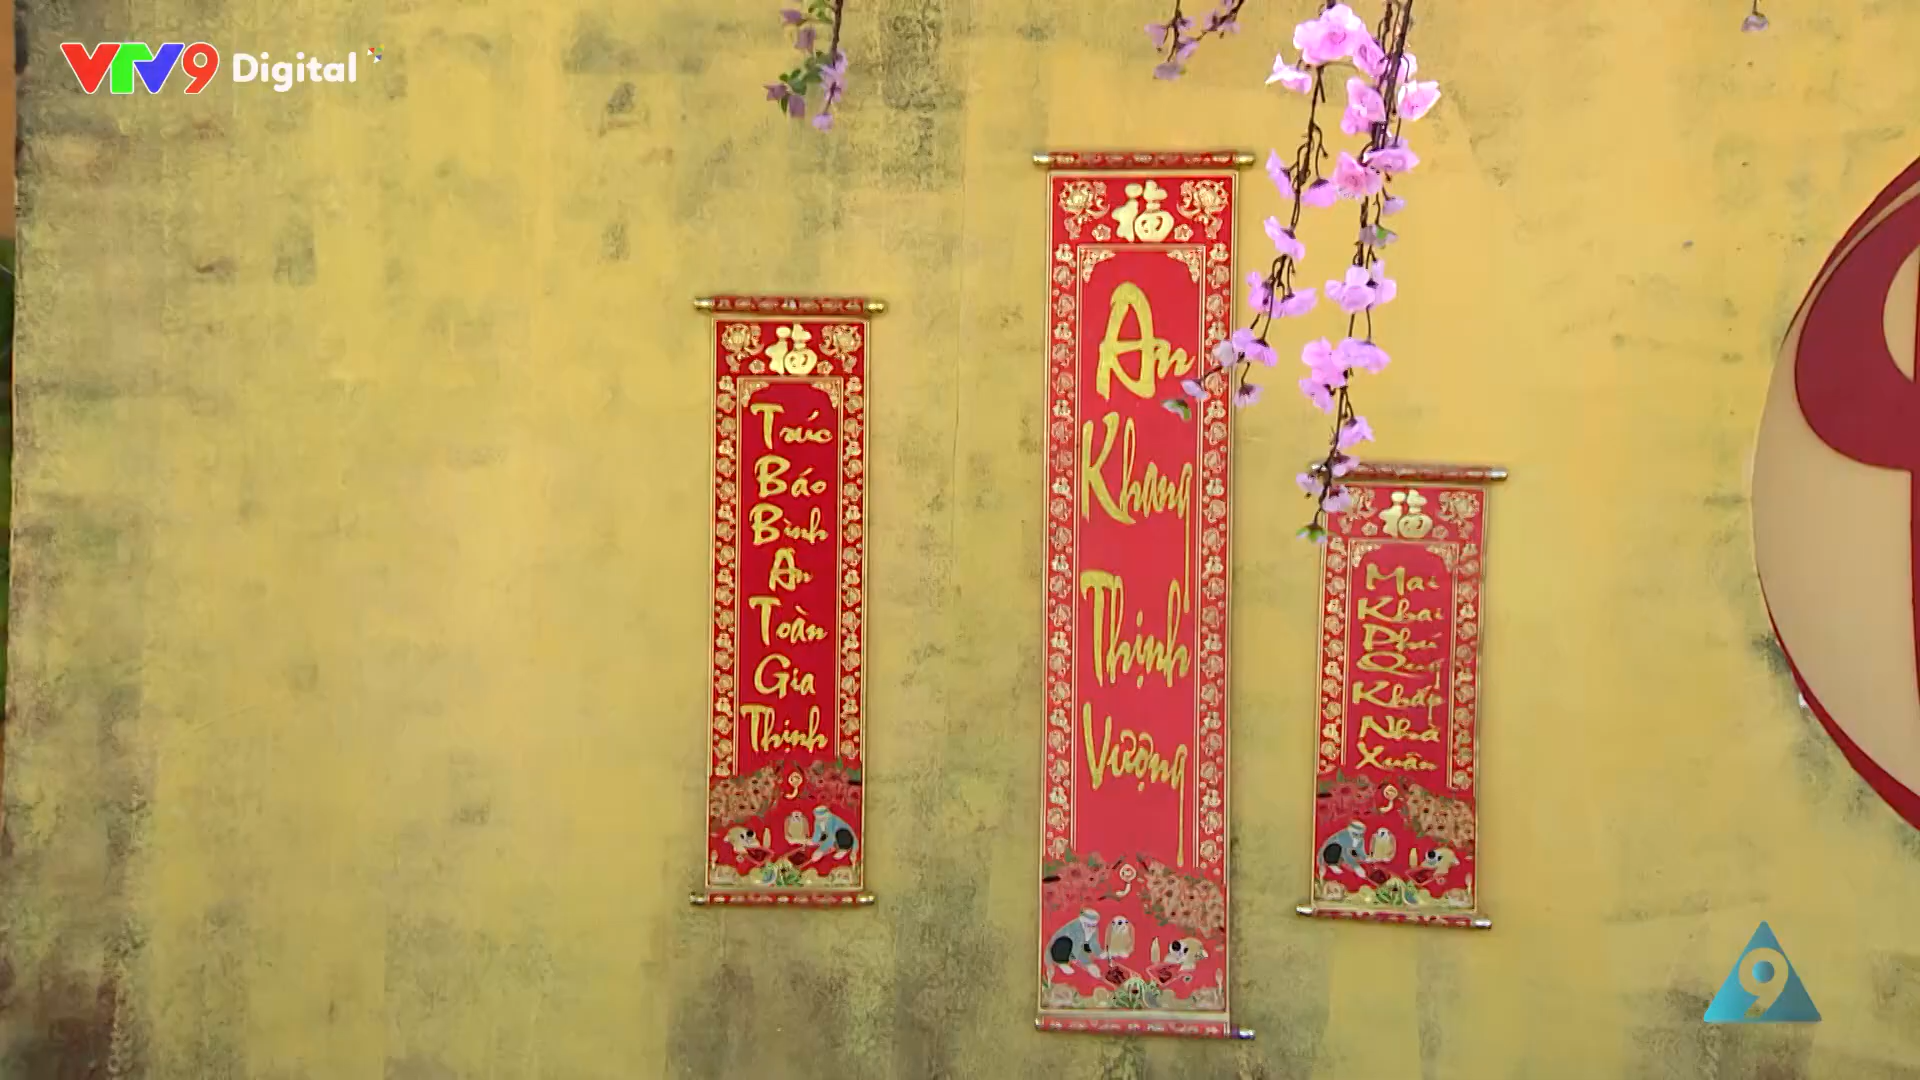 VTV9 Digital
福
Trúc
Báo
Bình
An
Toàn
Gia
Thịnh
福
An
Khang
Thịnh
Vượng
福
Mai
Khai
Phú
Quý
Khắp
Nhà
Xuân
9